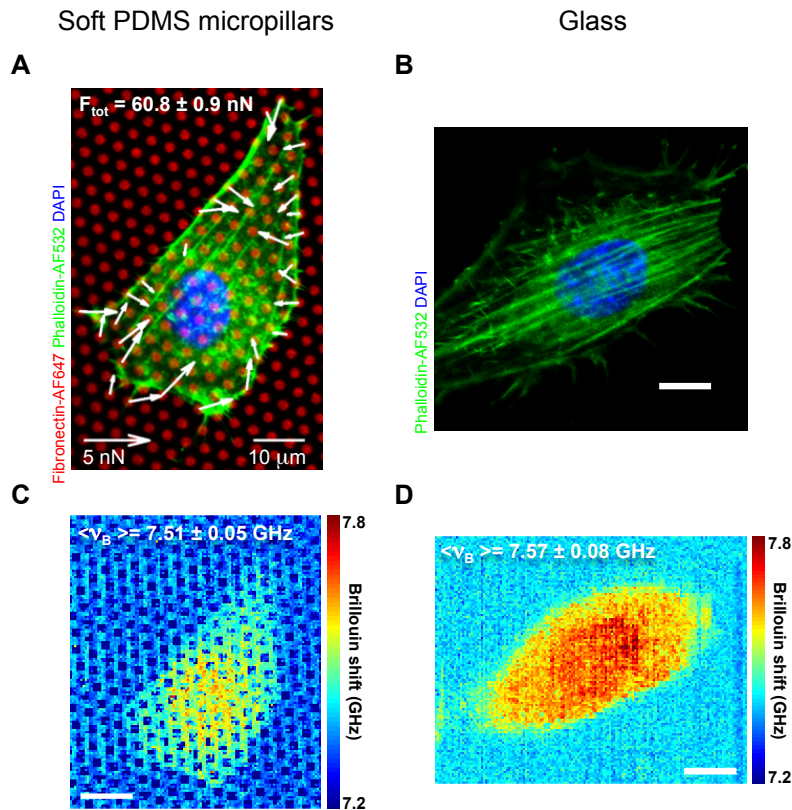 Soft PDMS micropillars
Glass
A
B
F_tot = 60.8 ± 0.9 nN
Fibronectin-AF647 Phalloidin-AF532 DAPI
5 nN
10 μm
Phalloidin-AF532 DAPI
C
D
<ν_B >= 7.51 ± 0.05 GHz
7.8
Brillouin shift (GHz)
7.2
<ν_B >= 7.57 ± 0.08 GHz
7.8
Brillouin shift (GHz)
7.2